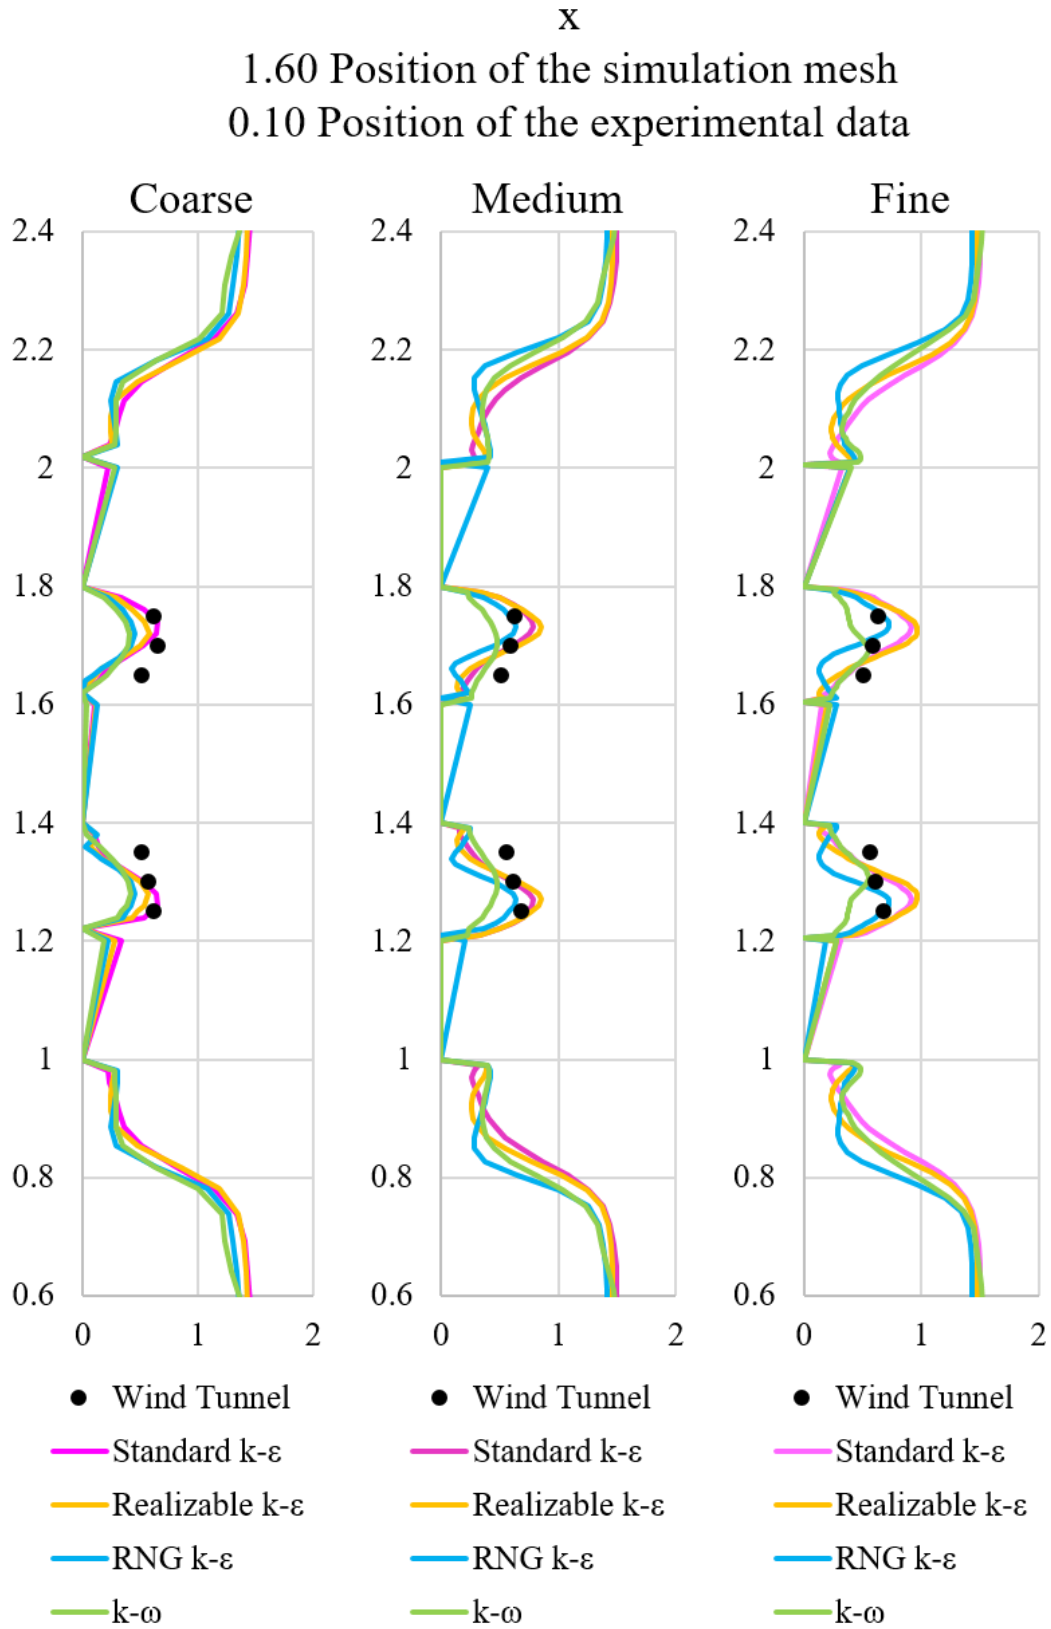 x
1.60 Position of the simulation mesh
0.10 Position of the experimental data
Coarse Medium Fine
2.4 2.4 2.4
2.2 2.2 2.2
2 2 2
1.8 1.8 1.8
1.6 1.6 1.6
1.4 1.4 1.4
1.2 1.2 1.2
1 1 1
0.8 0.8 0.8
0.6 0.6 0.6
0 1 2 0 1 2 0 1 2
Wind Tunnel Wind Tunnel Wind Tunnel
Standard k-ε Standard k-ε Standard k-ε
Realizable k-ε Realizable k-ε Realizable k-ε
RNG k-ε RNG k-ε RNG k-ε
k-ω k-ω k-ω